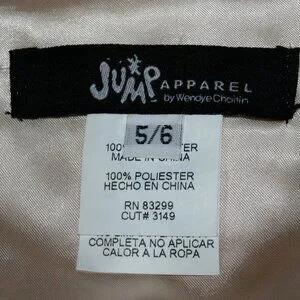 JUMP APPAREL
by Wendye Chaitin
5/6
100% TER
MADE IN CHINA
100% POLIESTER
HECHO EN CHINA
RN 83299
CUT# 3149
COMPLETA NO APLICAR
CALOR A LA ROPA